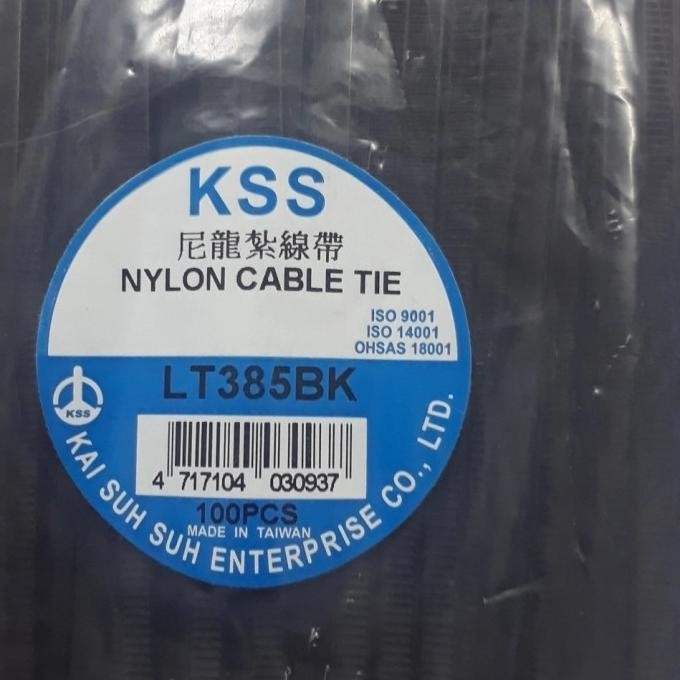 KSS
尼龍紮線帶
NYLON CABLE TIE
ISO 9001
ISO 14001
OHSAS 18001
LT385BK
KSS
4 717104 030937
100PCS
MADE IN TAIWAN
KAI SUH SUH ENTERPRISE CO., LTD.